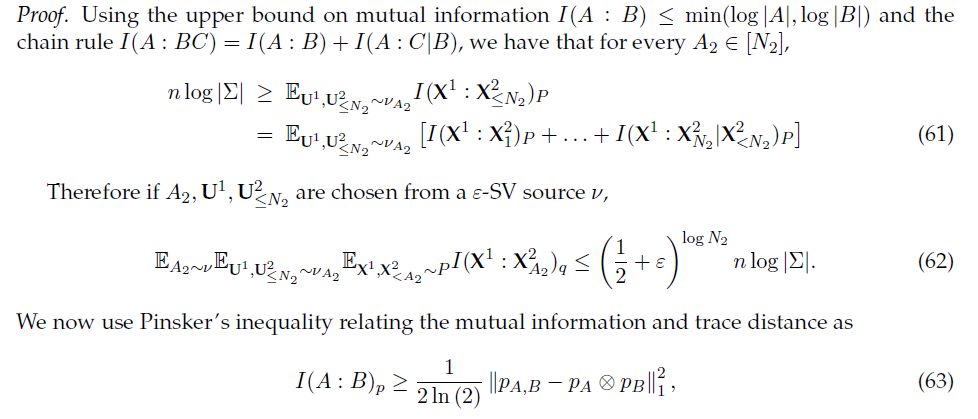 Proof. Using the upper bound on mutual information I(A : B) ≤ min(log |A|, log |B|) and the
chain rule I(A : BC) = I(A : B) + I(A : C|B), we have that for every A₂ ∈ [N₂],
n log |Σ| ≥ 𝔼_{𝐔¹,𝐔²_{≤N₂}∼ν_{A₂}} I(𝐗¹ : 𝐗²_{≤N₂})_P
= 𝔼_{𝐔¹,𝐔²_{≤N₂}∼ν_{A₂}} [I(𝐗¹ : 𝐗²₁)_P + … + I(𝐗¹ : 𝐗²_{N₂}|𝐗²_{<N₂})_P] (61)
Therefore if A₂, 𝐔¹, 𝐔²_{≤N₂} are chosen from a ε-SV source ν,
𝔼_{A₂∼ν}𝔼_{𝐔¹,𝐔²_{≤N₂}∼ν_{A₂}}𝔼_{𝐗¹,𝐗²_{<A₂}∼P} I(𝐗¹ : 𝐗²_{A₂})_q ≤ (1/2 + ε)^{log N₂} n log |Σ|. (62)
We now use Pinsker's inequality relating the mutual information and trace distance as
I(A : B)_p ≥ 1/(2 ln (2)) ‖p_{A,B} − p_A ⊗ p_B‖²₁, (63)